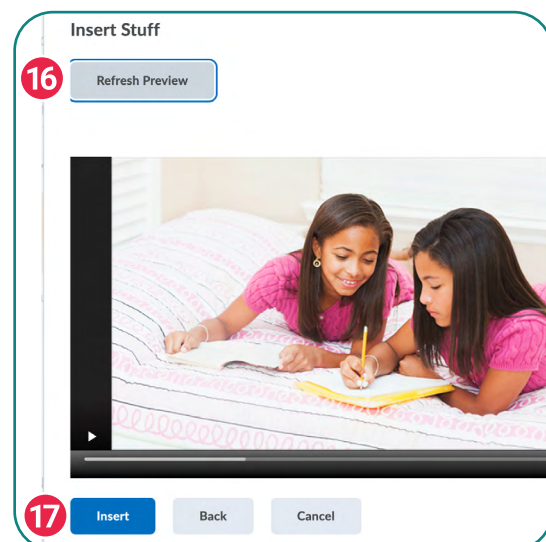 Insert Stuff
16
Refresh Preview
17
Insert Back Cancel